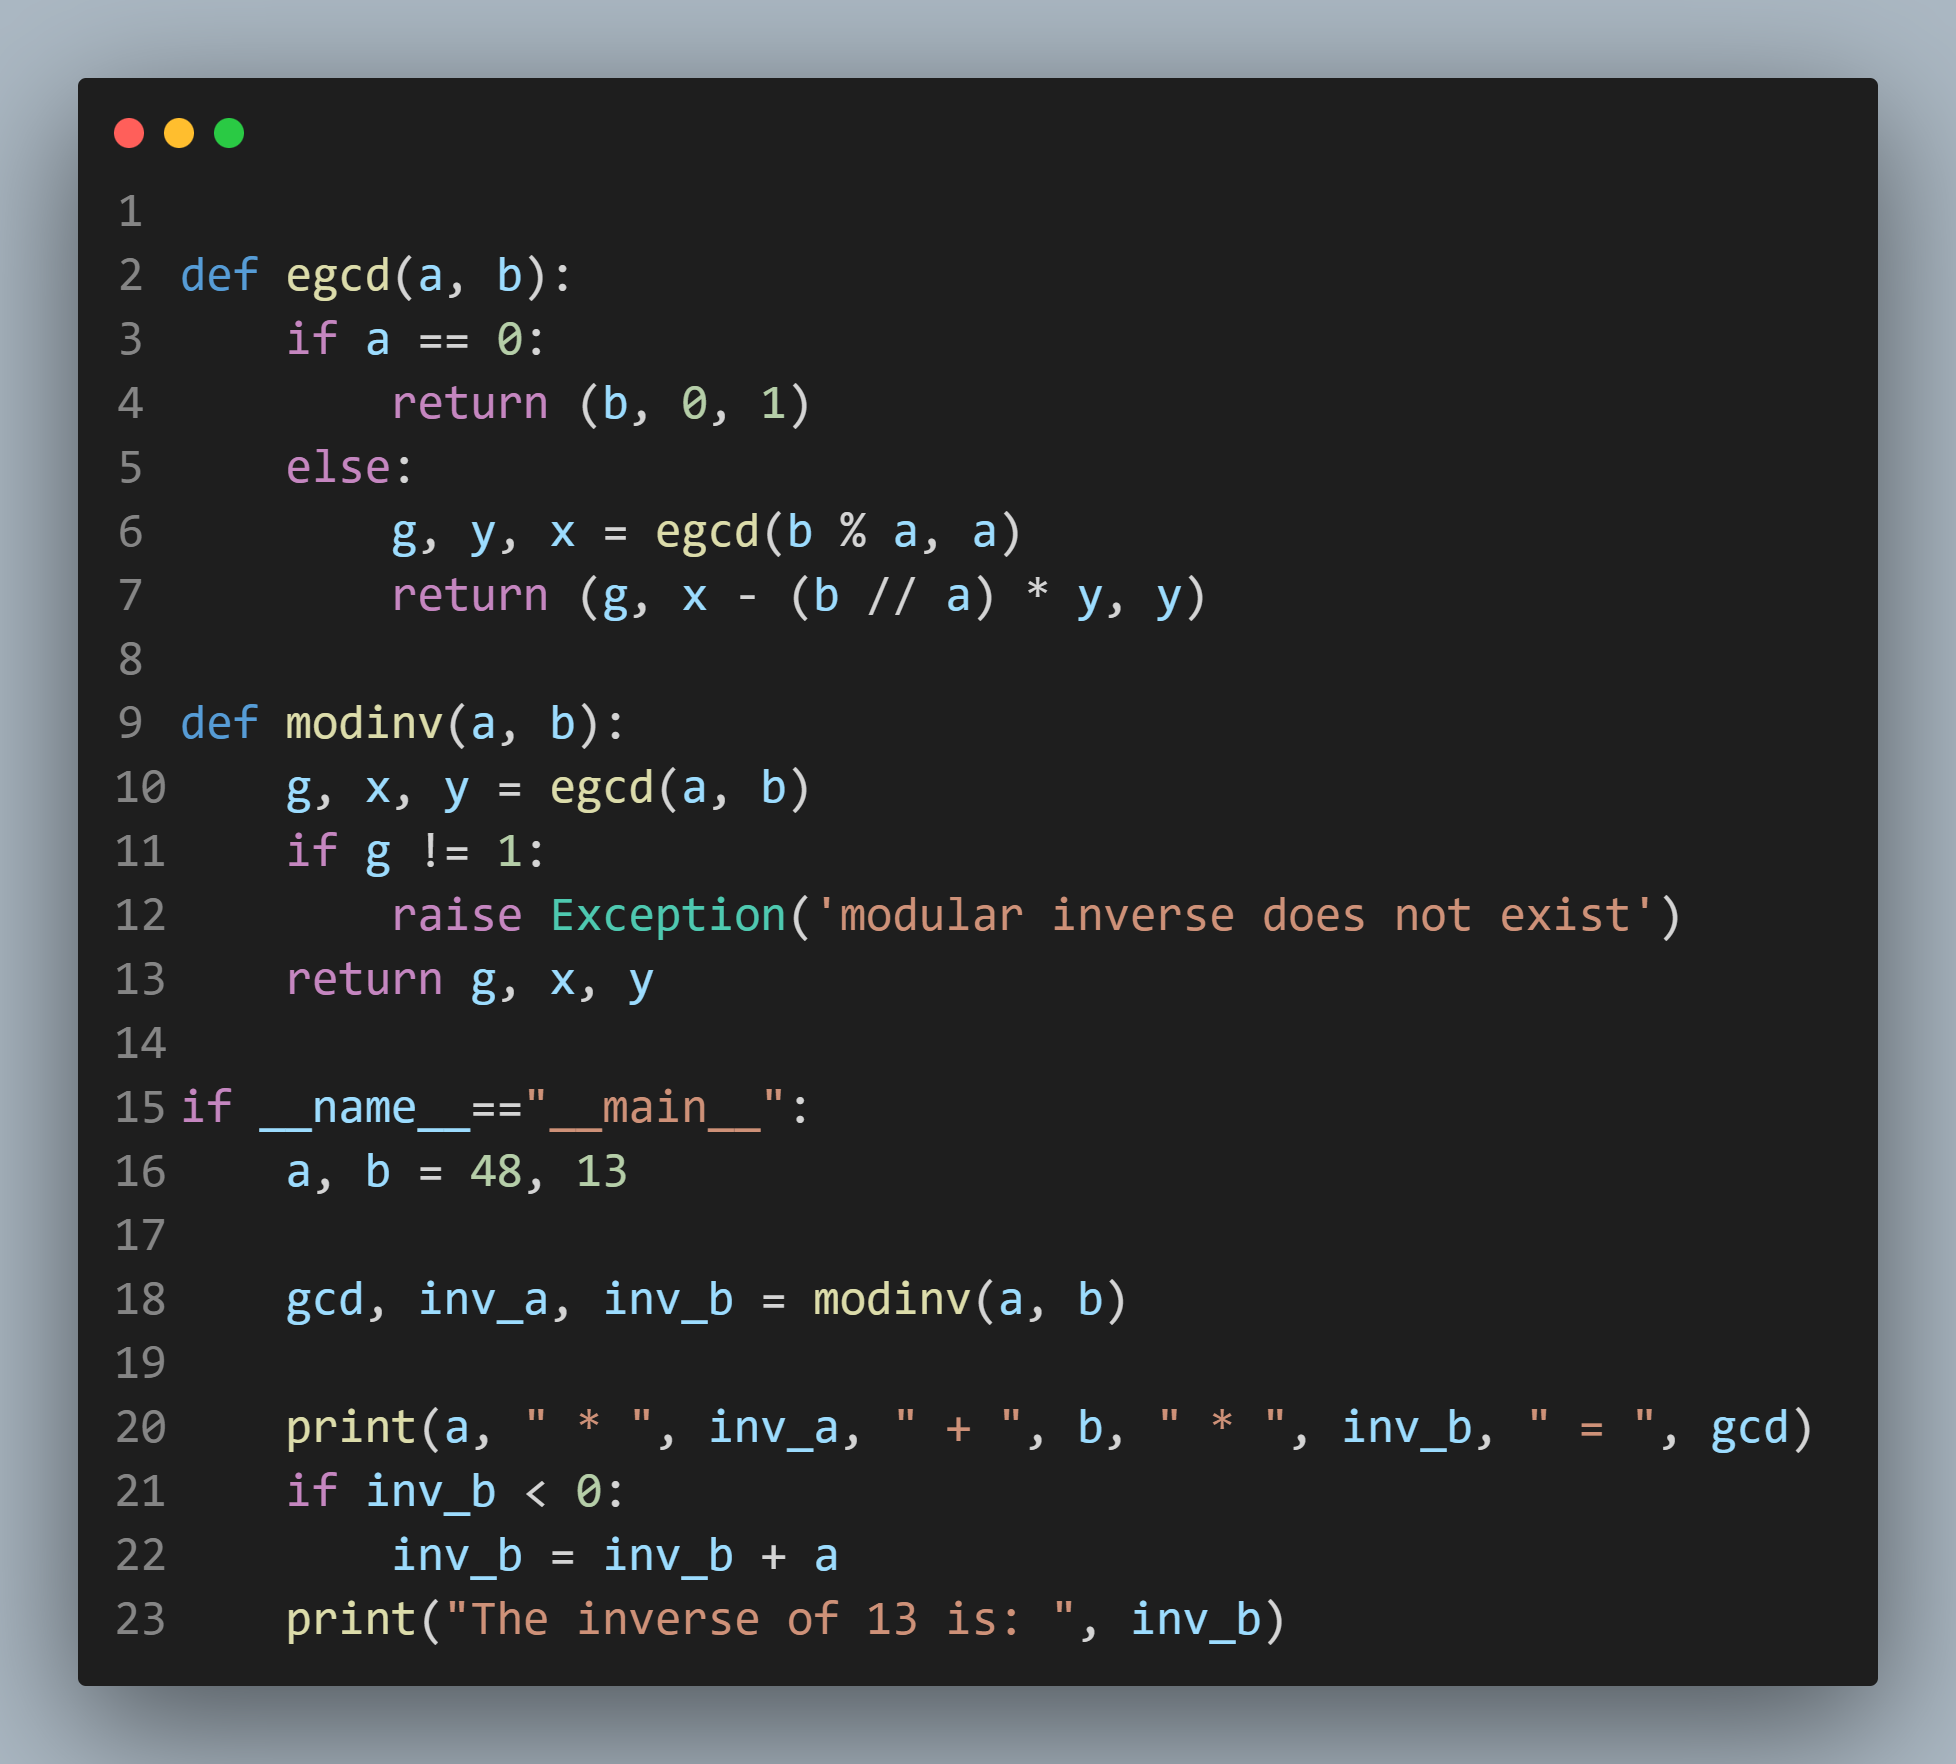 1
2 def egcd(a, b):
3     if a == 0:
4         return (b, 0, 1)
5     else:
6         g, y, x = egcd(b % a, a)
7         return (g, x - (b // a) * y, y)
8
9 def modinv(a, b):
10     g, x, y = egcd(a, b)
11     if g != 1:
12         raise Exception('modular inverse does not exist')
13     return g, x, y
14
15 if __name__=="__main__":
16     a, b = 48, 13
17
18     gcd, inv_a, inv_b = modinv(a, b)
19
20     print(a, " * ", inv_a, " + ", b, " * ", inv_b, " = ", gcd)
21     if inv_b < 0:
22         inv_b = inv_b + a
23     print("The inverse of 13 is: ", inv_b)